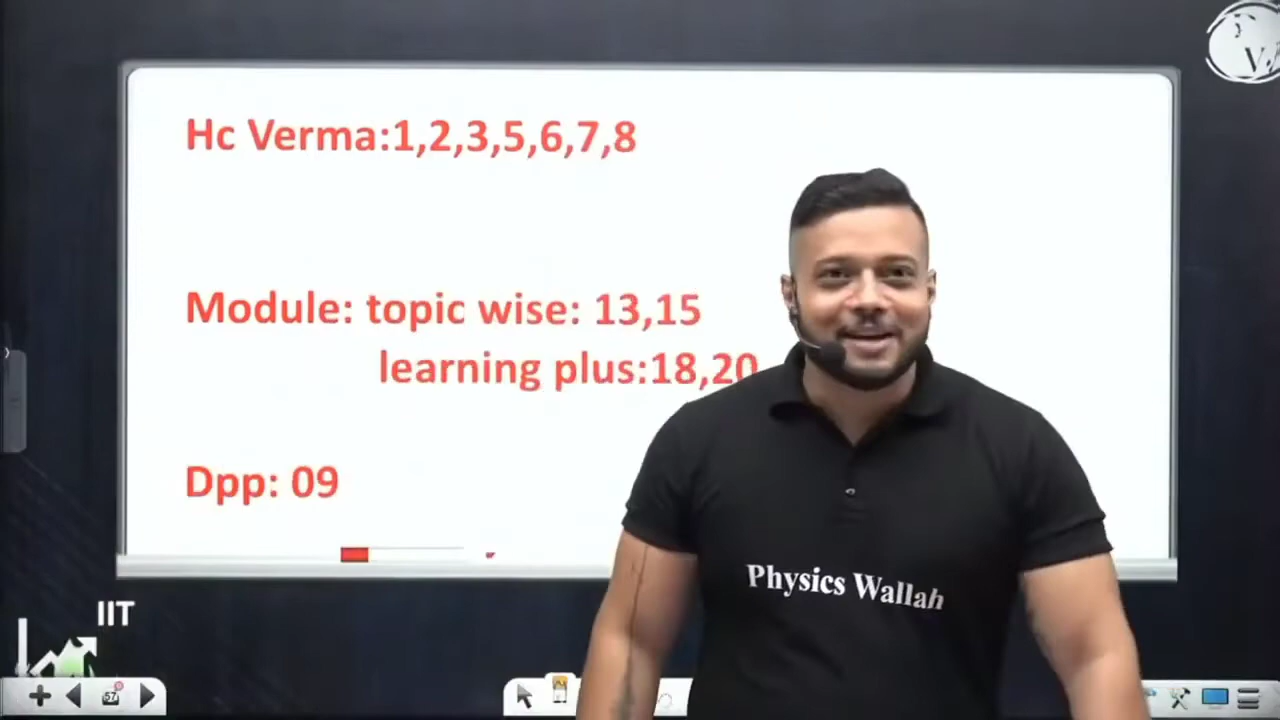 Hc Verma:1,2,3,5,6,7,8
Module: topic wise: 13,15
learning plus:18,20
Dpp: 09
Physics Wallah
IIT
57